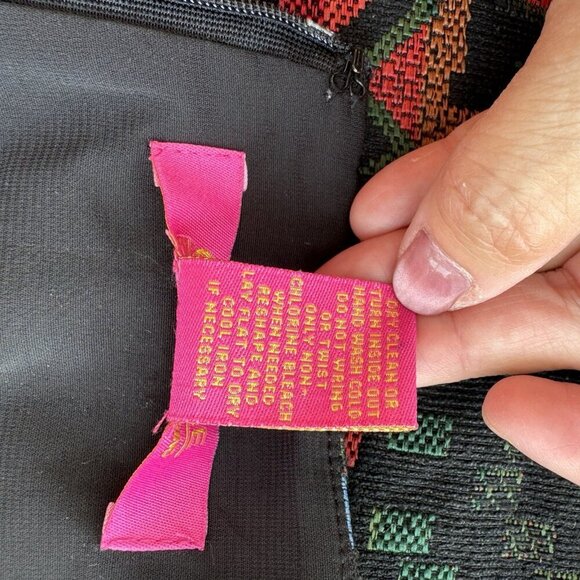 DRY CLEAN OR
TURN INSIDE OUT
HAND WASH COLD
DO NOT WRING
OR TWIST
ONLY NON-
CHLORINE BLEACH
WHEN NEEDED
RESHAPE AND
LAY FLAT TO DRY
COOL IRON
IF NECESSARY